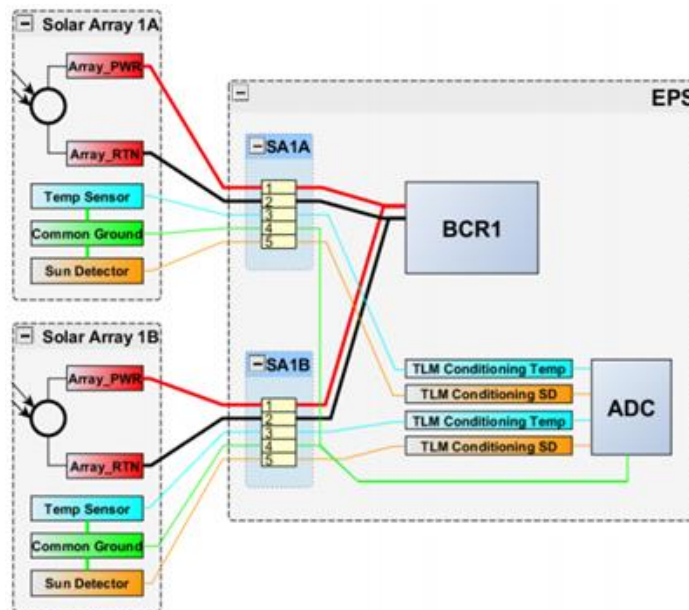 Solar Array 1A
Array_PWR
Array_RTN
Temp Sensor
Common Ground
Sun Detector
Solar Array 1B
Array_PWR
Array_RTN
Temp Sensor
Common Ground
Sun Detector
EPS
SA1A
1
2
3
4
5
BCR1
SA1B
1
2
3
4
5
TLM Conditioning Temp
TLM Conditioning SD
TLM Conditioning Temp
TLM Conditioning SD
ADC